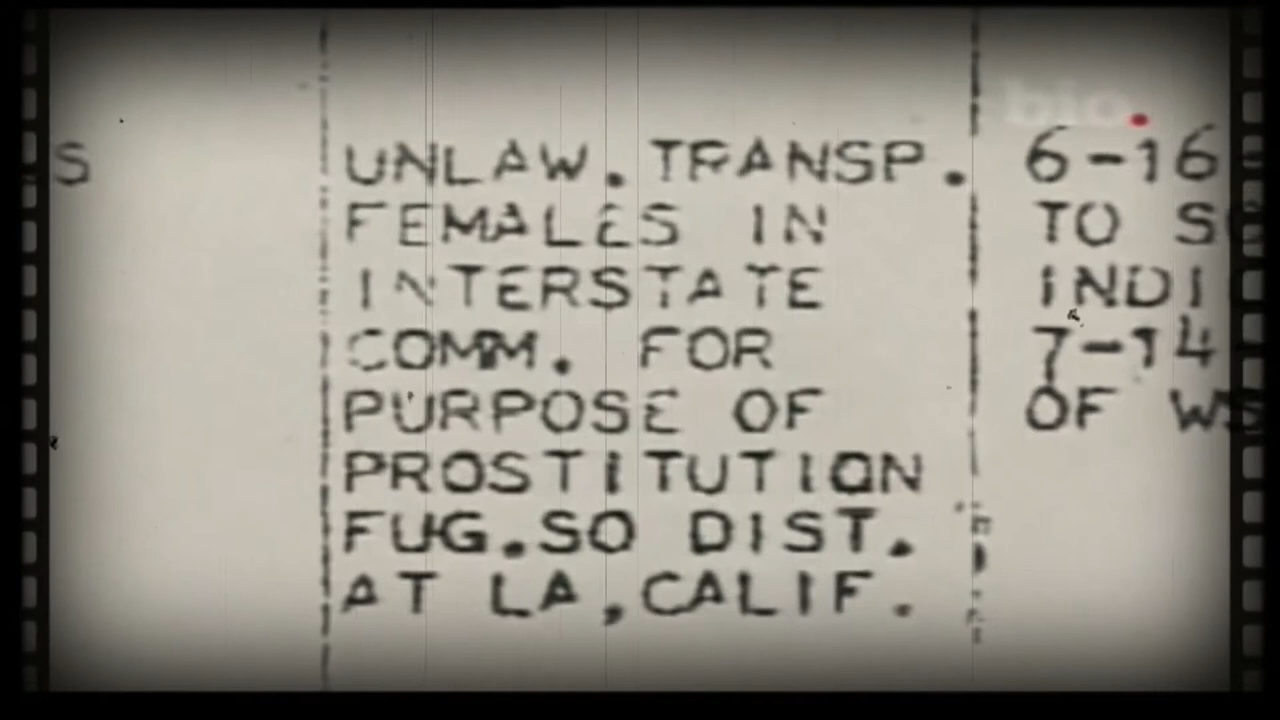 bio.
S
UNLAW. TRANSP.
FEMALES IN
INTERSTATE
COMM. FOR
PURPOSE OF
PROSTITUTION
FUG.SO DIST.
AT LA,CALIF.
6-16
TO
INDI
7-14
OF